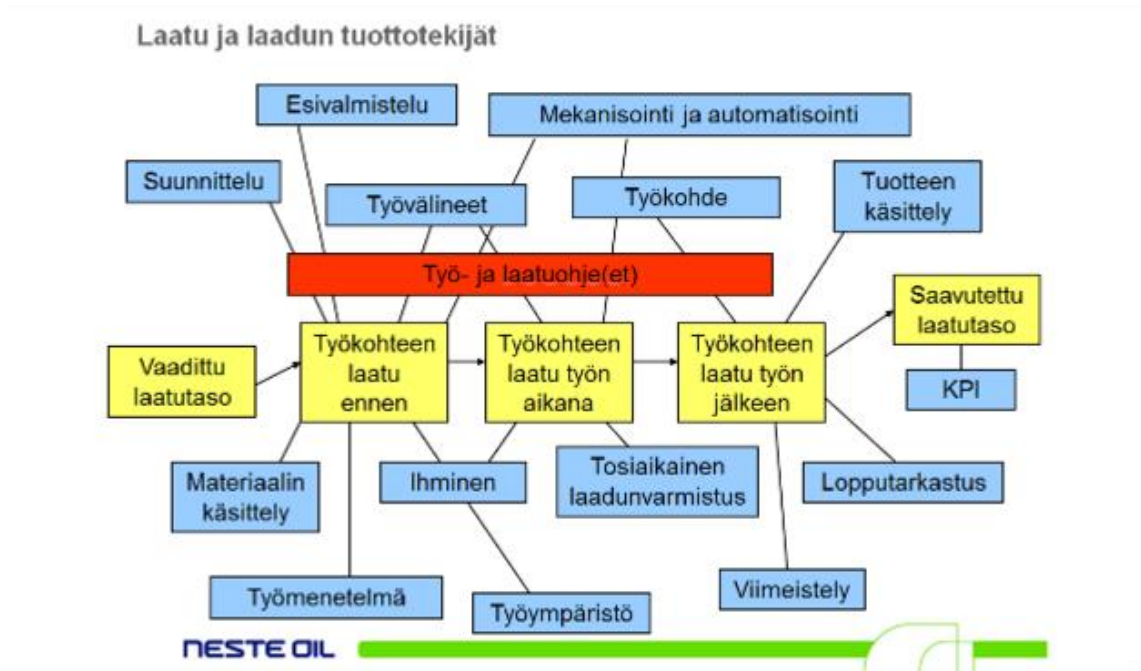 Laatu ja laadun tuottotekijät
Esivalmistelu
Mekanisointi ja automatisointi
Suunnittelu
Työvälineet
Työkohde
Tuotteen
käsittely
Työ- ja laatuohje(et)
Vaadittu
laatutaso
Työkohteen
laatu
ennen
Työkohteen
laatu työn
aikana
Työkohteen
laatu työn
jälkeen
Saavutettu
laatutaso
KPI
Materiaalin
käsittely
Ihminen
Tosiaikainen
laadunvarmistus
Lopputarkastus
Työmenetelmä
Työympäristö
Viimeistely
NESTE OIL